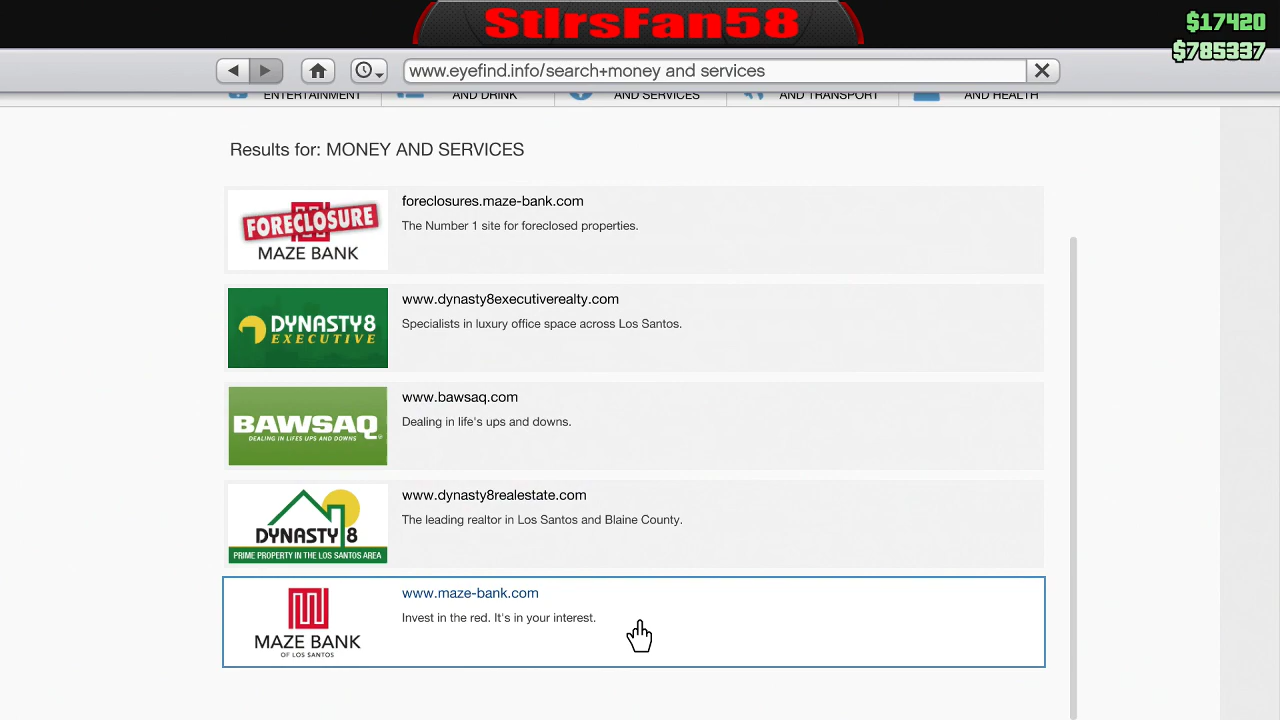 StlrsFan58
$17420
$785337
www.eyefind.info/search+money and services
ENTERTAINMENT
AND DRINK
AND SERVICES
AND TRANSPORT
AND HEALTH
Results for: MONEY AND SERVICES
FORECLOSURE
MAZE BANK
foreclosures.maze-bank.com
The Number 1 site for foreclosed properties.
DYNASTY8
EXECUTIVE
www.dynasty8executiverealty.com
Specialists in luxury office space across Los Santos.
BAWSAQ
DEALING IN LIFES UPS AND DOWNS
www.bawsaq.com
Dealing in life's ups and downs.
DYNASTY 8
PRIME PROPERTY IN THE LOS SANTOS AREA
www.dynasty8realestate.com
The leading realtor in Los Santos and Blaine County.
MAZE BANK
OF LOS SANTOS
www.maze-bank.com
Invest in the red. It's in your interest.